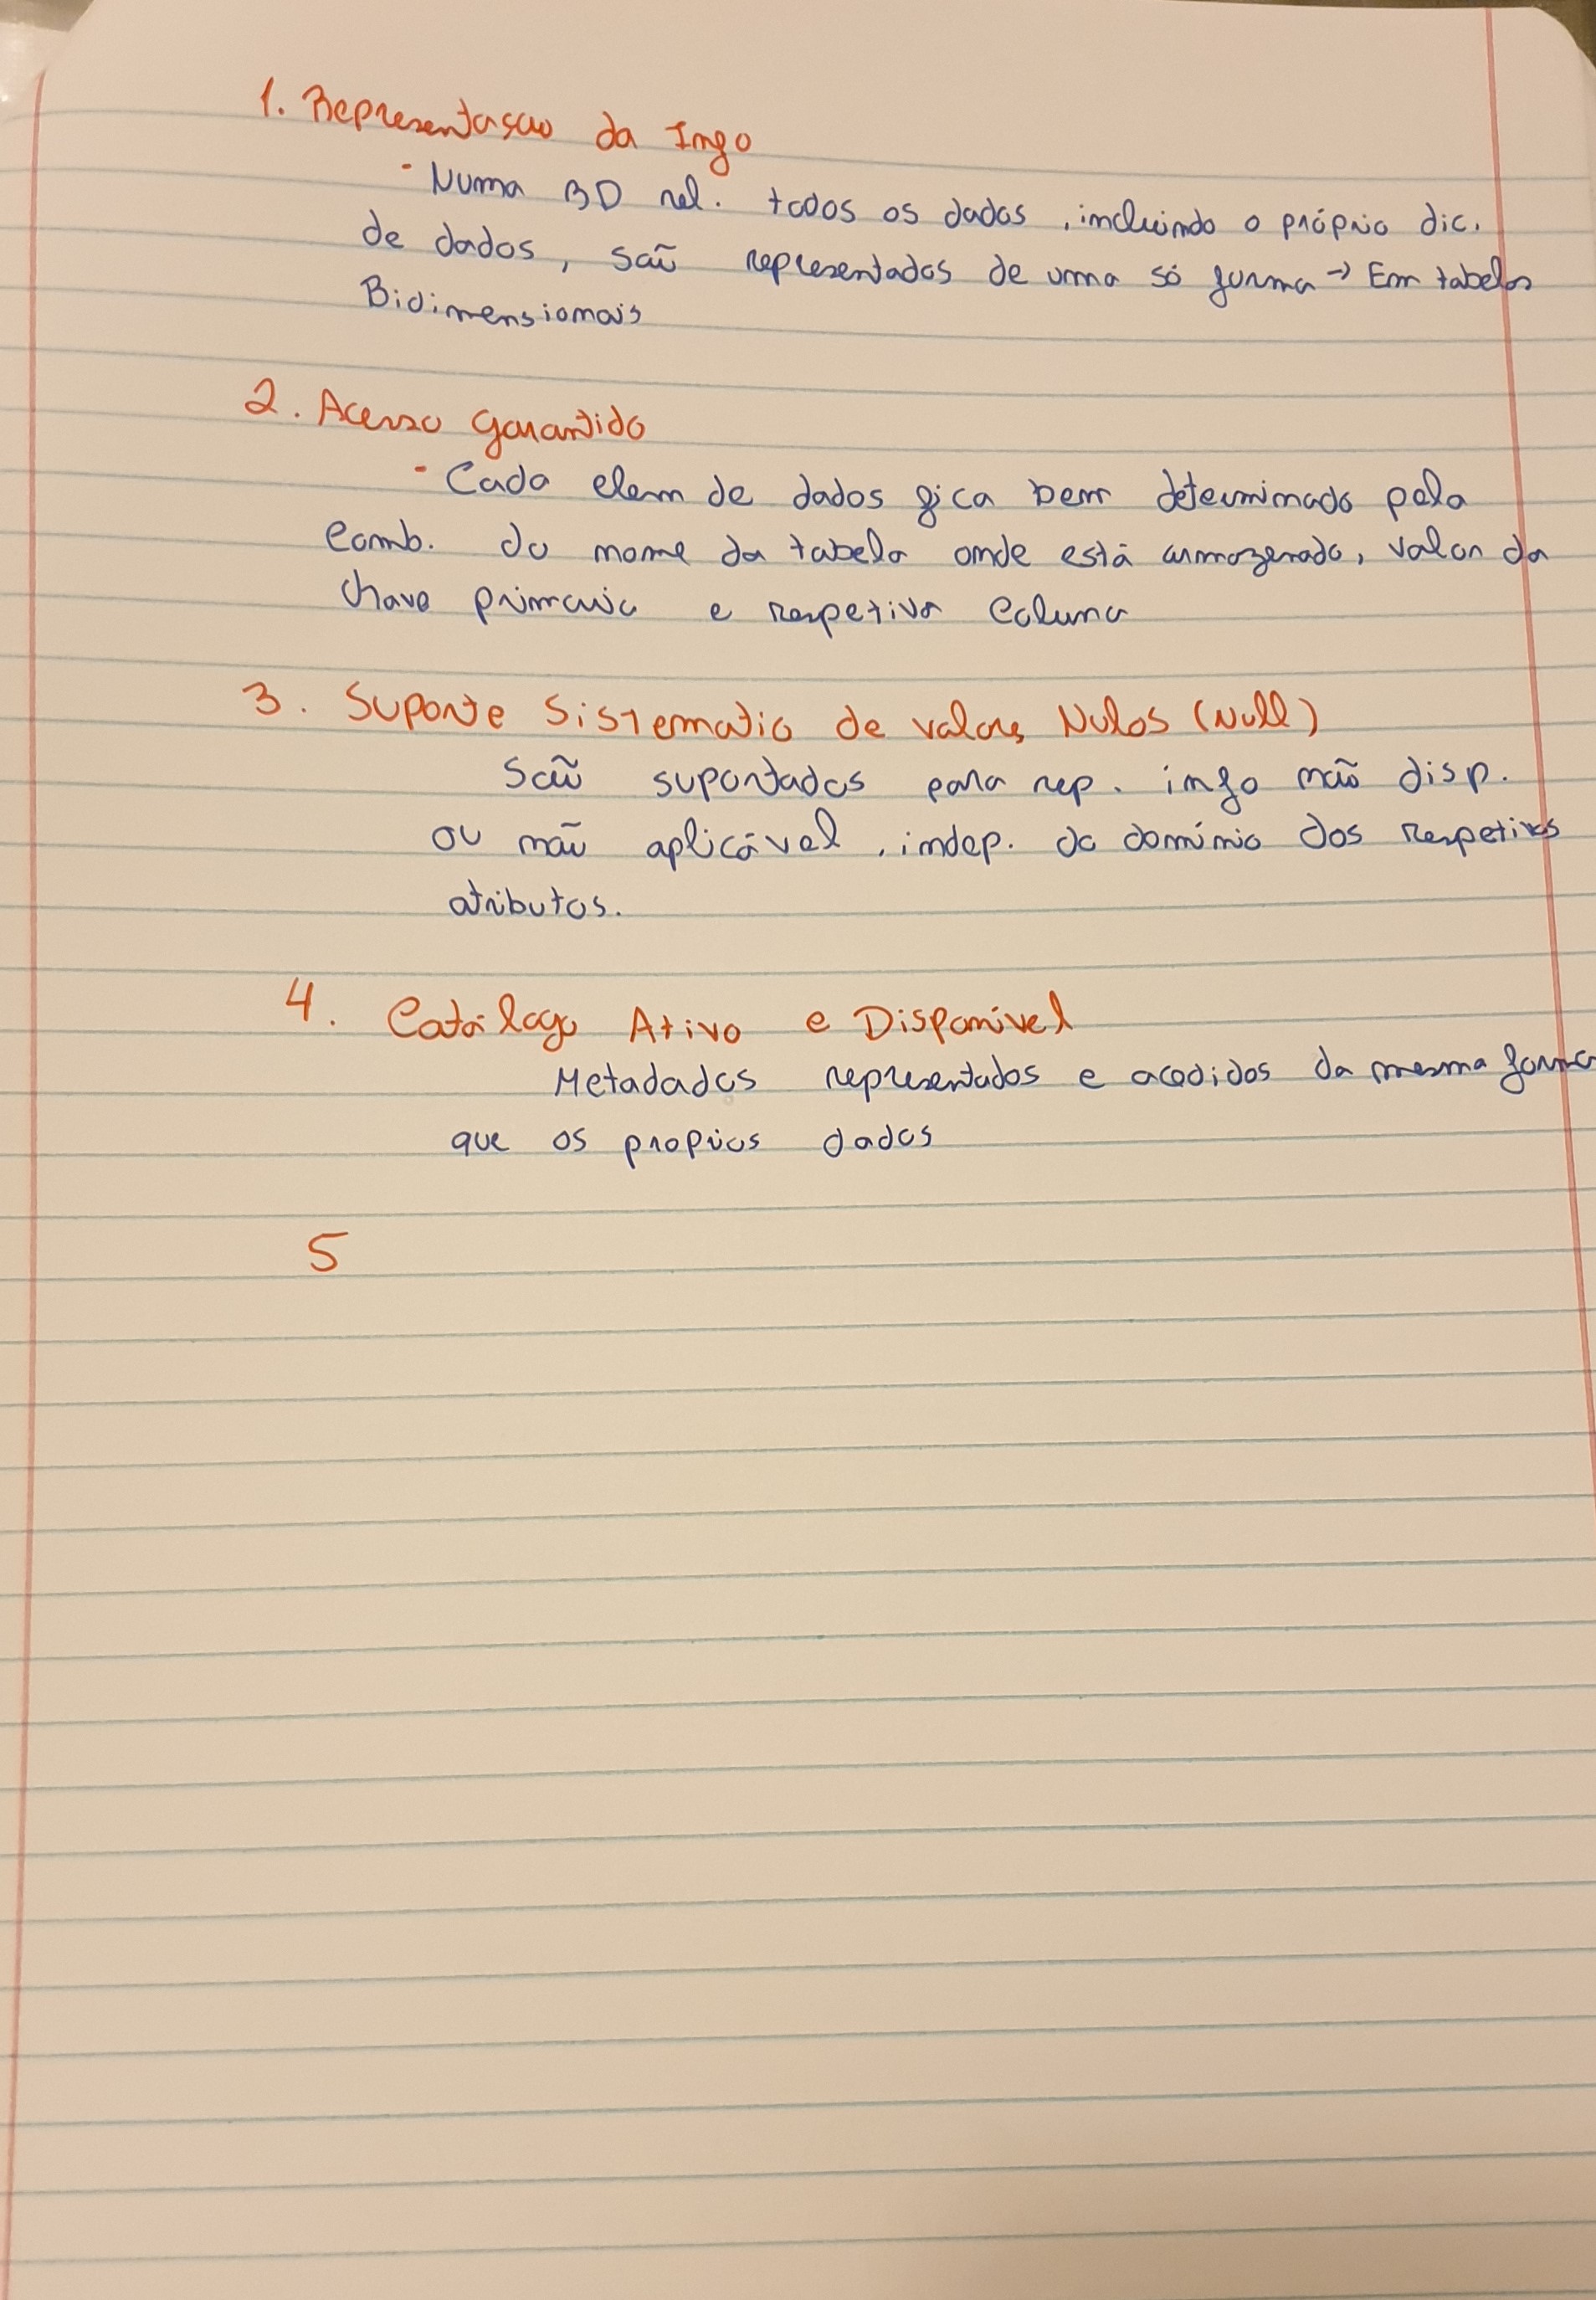 1. Representação da Info
- Numa BD rel. todos os dados, incluindo o próprio dic.
de dados, são representados de uma só forma → Em tabelas
Bidimensionais
2. Acesso garantido
- Cada elem de dados fica bem determinado pela
comb. do nome da tabela onde está armazenado, valor da
chave primaria e respetiva coluna
3. Suporte Sistematio de valores Nulos (Null)
São suportados para rep. info não disp.
ou não aplicável, indep. do domínio dos respetivos
atributos.
4. Catálogo Ativo e Disponível
Metadados representados e acedidos da mesma forma
que os proprios dados
5